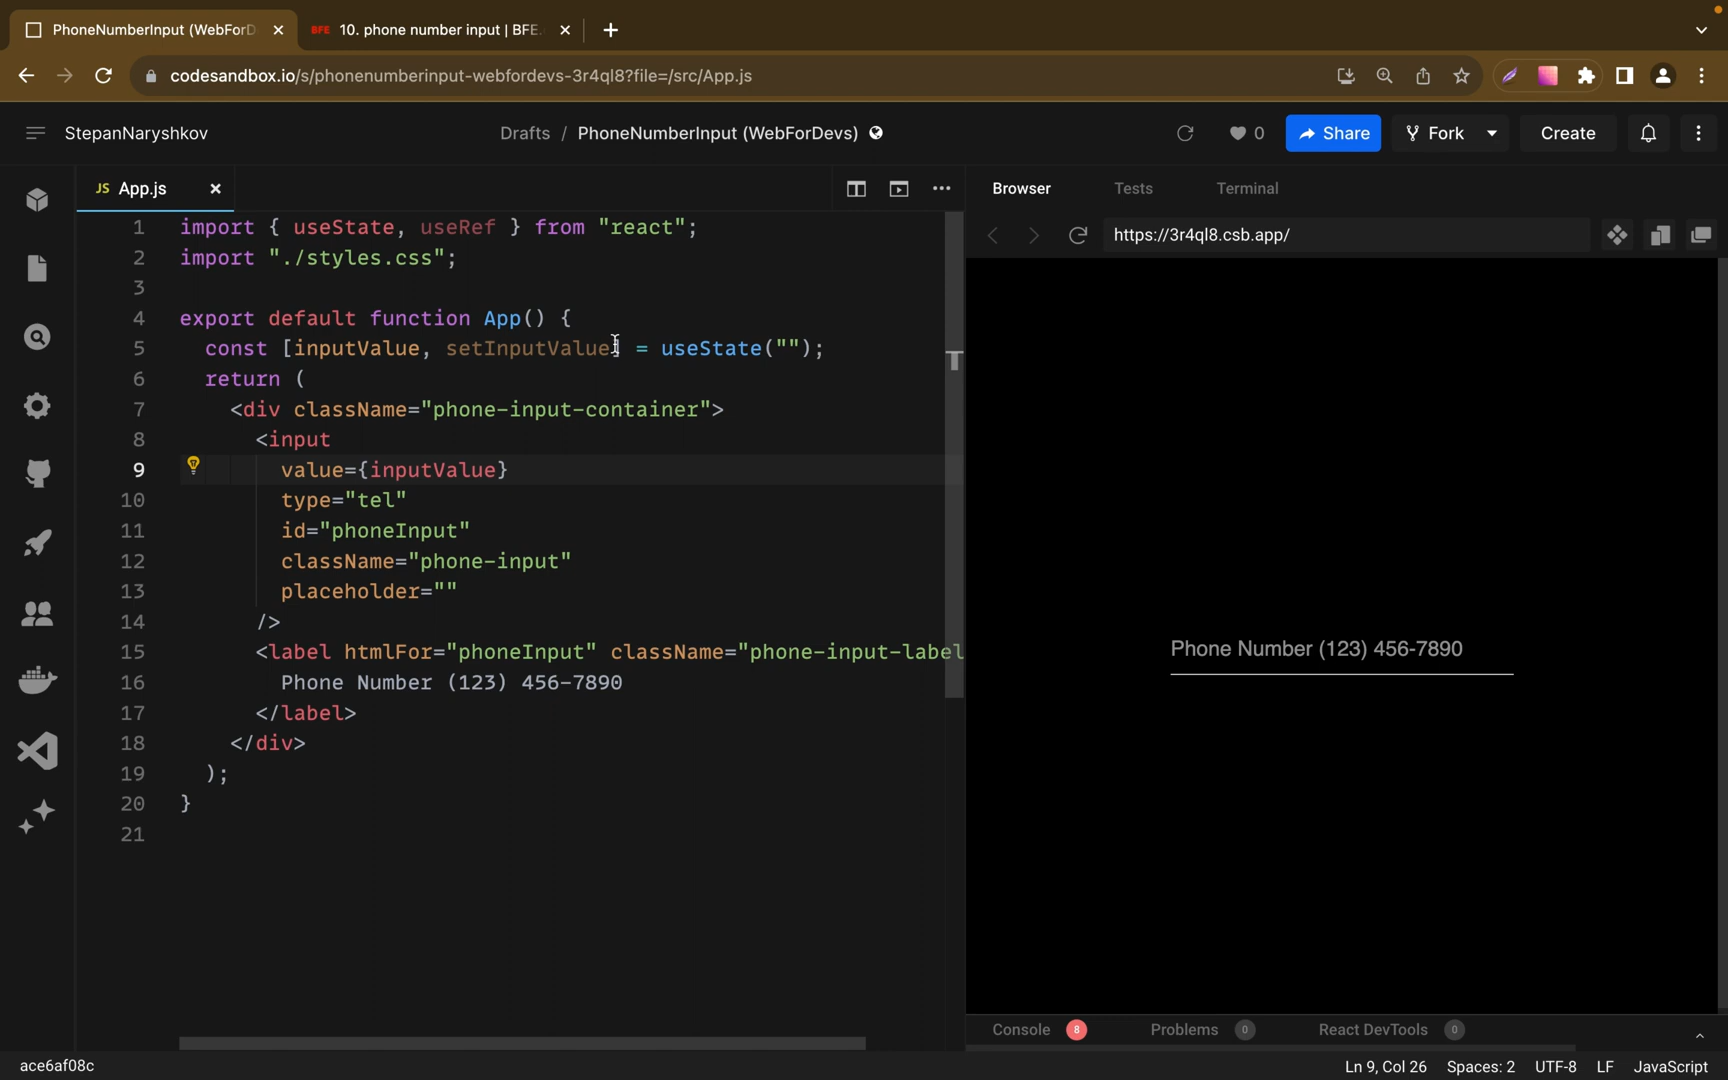 PhoneNumberInput (WebForD
BFE 10. phone number input | BFE.
codesandbox.io/s/phonenumberinput-webfordevs-3r4ql8?file=/src/App.js
StepanNaryshkov
Drafts / PhoneNumberInput (WebForDevs)
0
Share
Fork
Create
JS App.js
Browser
Tests
Terminal
https://3r4ql8.csb.app/
1 import { useState, useRef } from "react";
2 import "./styles.css";
3
4 export default function App() {
5 const [inputValue, setInputValue] = useState("");
6 return (
7 <div className="phone-input-container">
8 <input
9 value={inputValue}
10 type="tel"
11 id="phoneInput"
12 className="phone-input"
13 placeholder=""
14 />
15 <label htmlFor="phoneInput" className="phone-input-label
16 Phone Number (123) 456-7890
17 </label>
18 </div>
19 );
20 }
21
Phone Number (123) 456-7890
Console 8
Problems 0
React DevTools 0
ace6af08c
Ln 9, Col 26
Spaces: 2
UTF-8
LF
JavaScript